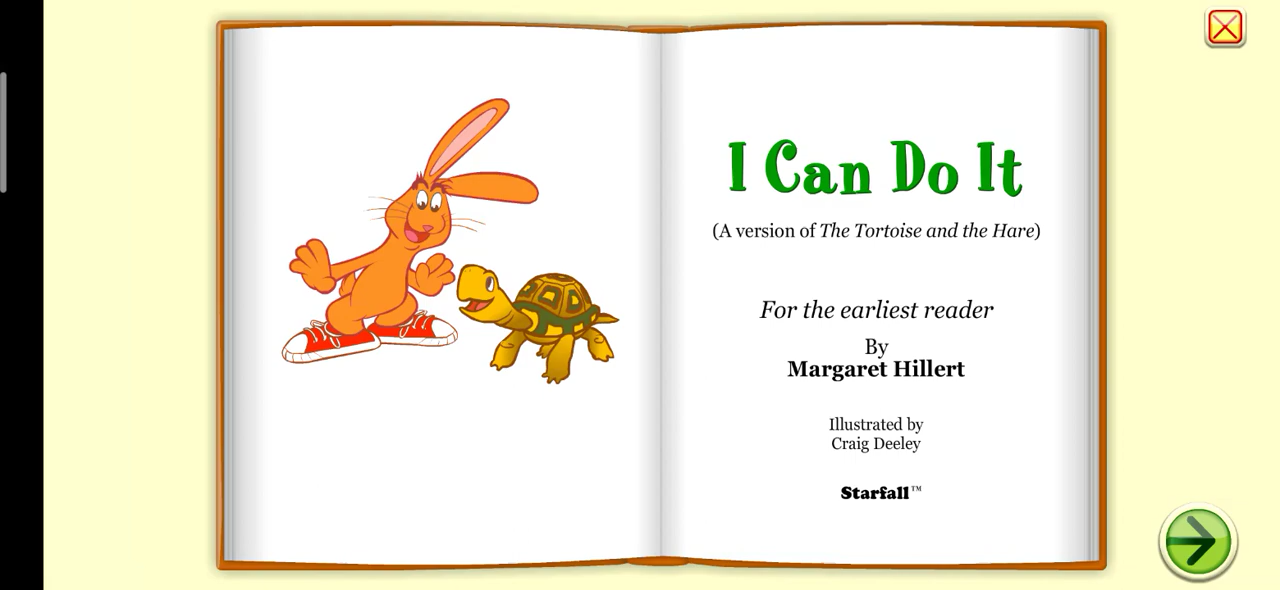 I Can Do It
(A version of The Tortoise and the Hare)
For the earliest reader
By
Margaret Hillert
Illustrated by
Craig Deeley
Starfall™